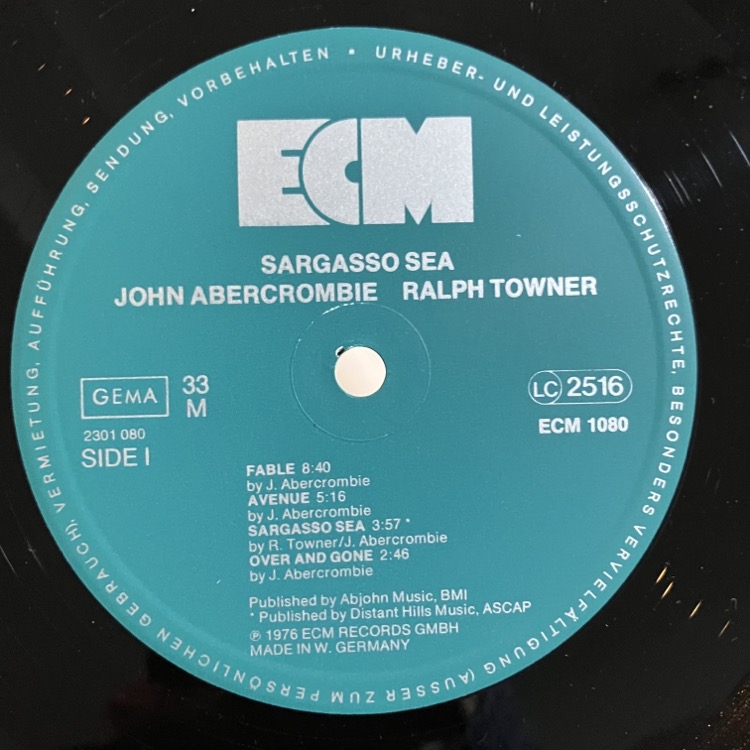 URHEBER- UND LEISTUNGSSCHUTZRECHTE, BESONDERS VERVIELFÄLTIGUNG (AUSSER ZUM PERSÖNLICHEN GEBRAUCH), VERMIETUNG, AUFFÜHRUNG, SENDUNG, VORBEHALTEN •
ECM
SARGASSO SEA
JOHN ABERCROMBIE RALPH TOWNER
GEMA 33 LC 2516
M
2301 080 ECM 1080
SIDE I
FABLE 8:40
by J. Abercrombie
AVENUE 5:16
by J. Abercrombie
SARGASSO SEA 3:57 *
by R. Towner/J. Abercrombie
OVER AND GONE 2:46
by J. Abercrombie
Published by Abjohn Music, BMI
* Published by Distant Hills Music, ASCAP
℗ 1976 ECM RECORDS GMBH
MADE IN W. GERMANY